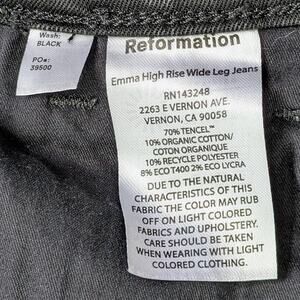 Wash:
BLACK
PO#:
39500
Reformation
Emma High Rise Wide Leg Jeans
RN143248
2263 E VERNON AVE.
VERNON, CA 90058
70% TENCEL™
10% ORGANIC COTTON/
COTON ORGANIQUE
10% RECYCLE POLYESTER
8% ECO T400 2% ECO LYCRA
DUE TO THE NATURAL
CHARACTERISTICS OF THIS
FABRIC THE COLOR MAY RUB
OFF ON LIGHT COLORED
FABRICS AND UPHOLSTERY.
CARE SHOULD BE TAKEN
WHEN WEARING WITH LIGHT
COLORED CLOTHING.